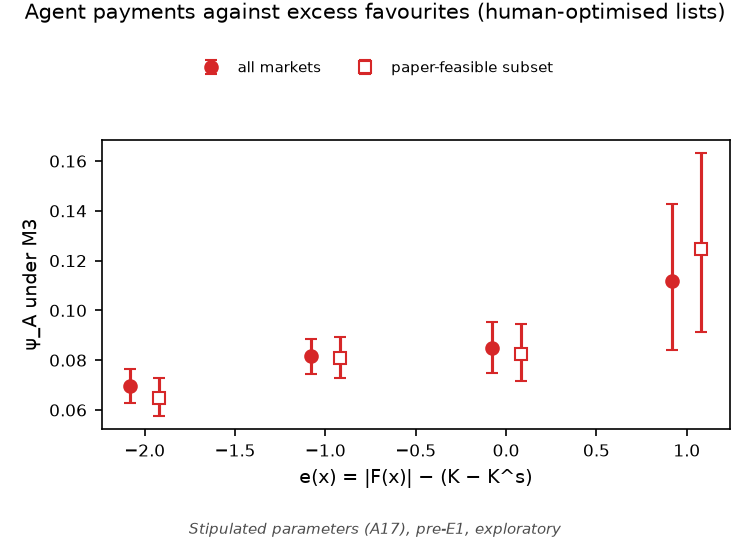 Agent payments against excess favourites (human-optimised lists)
all markets
paper-feasible subset
ψ_A under M3
0.16
0.14
0.12
0.10
0.08
0.06
−2.0
−1.5
−1.0
−0.5
0.0
0.5
1.0
e(x) = |F(x)| − (K − K^s)
Stipulated parameters (A17), pre-E1, exploratory